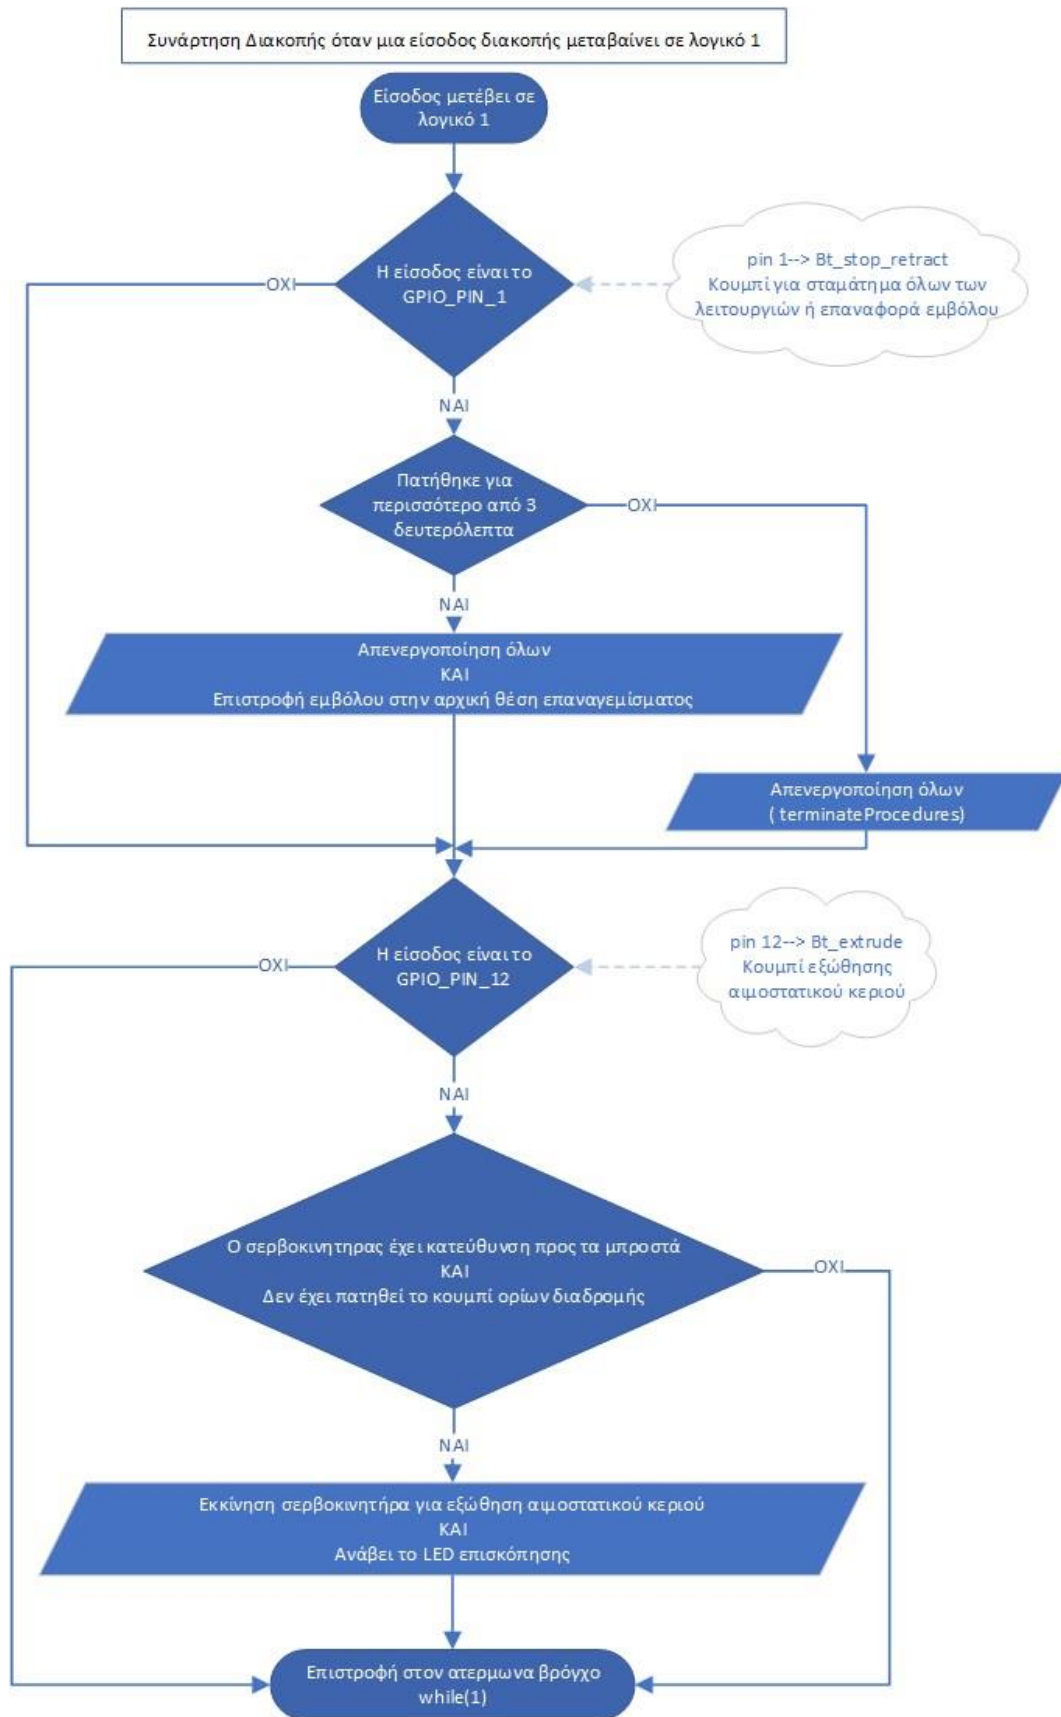 Συνάρτηση Διακοπής όταν μια είσοδος διακοπής μεταβαίνει σε λογικό 1
Είσοδος μετέβει σε
λογικό 1
Η είσοδος είναι το
GPIO_PIN_1
ΟΧΙ
pin 1--> Bt_stop_retract
Κουμπί για σταμάτημα όλων των
λειτουργιών ή επαναφορά εμβόλου
ΝΑΙ
Πατήθηκε για
περισσότερο από 3
δευτερόλεπτα
ΟΧΙ
ΝΑΙ
Απενεργοποίηση όλων
ΚΑΙ
Επιστροφή εμβόλου στην αρχική θέση επαναγεμίσματος
Απενεργοποίηση όλων
( terminateProcedures)
Η είσοδος είναι το
GPIO_PIN_12
ΟΧΙ
pin 12--> Bt_extrude
Κουμπί εξώθησης
αιμοστατικού κεριού
ΝΑΙ
Ο σερβοκινητηρας έχει κατεύθυνση προς τα μπροστά
ΚΑΙ
Δεν έχει πατηθεί το κουμπί ορίων διαδρομής
ΟΧΙ
ΝΑΙ
Εκκίνηση σερβοκινητήρα για εξώθηση αιμοστατικού κεριού
ΚΑΙ
Ανάβει το LED επισκόπησης
Επιστροφή στον ατερμωνα βρόγχο
while(1)